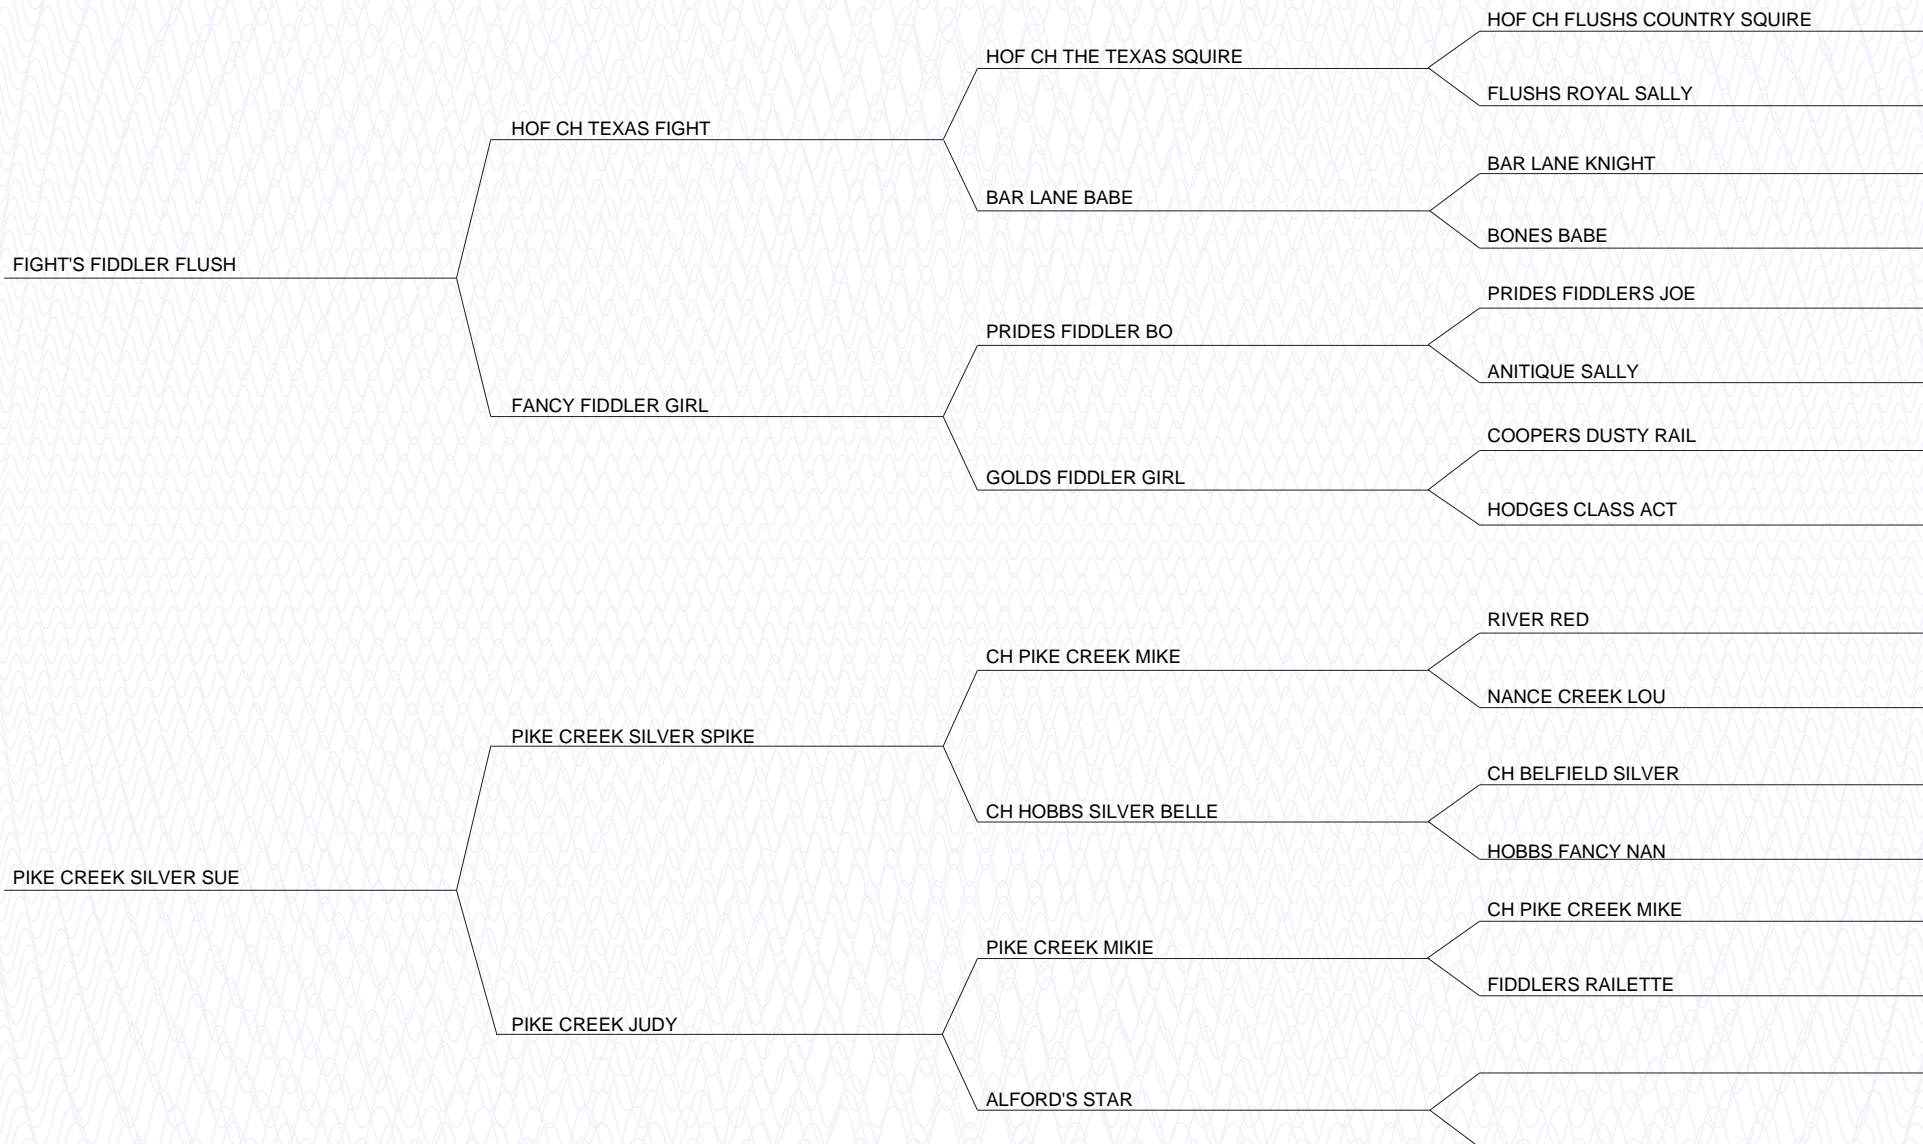 HOF CH FLUSHS COUNTRY SQUIRE
HOF CH THE TEXAS SQUIRE
FLUSHS ROYAL SALLY
HOF CH TEXAS FIGHT
BAR LANE KNIGHT
BAR LANE BABE
BONES BABE
FIGHT'S FIDDLER FLUSH
PRIDES FIDDLERS JOE
PRIDES FIDDLER BO
ANITIQUE SALLY
FANCY FIDDLER GIRL
COOPERS DUSTY RAIL
GOLDS FIDDLER GIRL
HODGES CLASS ACT
RIVER RED
CH PIKE CREEK MIKE
NANCE CREEK LOU
PIKE CREEK SILVER SPIKE
CH BELFIELD SILVER
CH HOBBS SILVER BELLE
HOBBS FANCY NAN
PIKE CREEK SILVER SUE
CH PIKE CREEK MIKE
PIKE CREEK MIKIE
FIDDLERS RAILETTE
PIKE CREEK JUDY
ALFORD'S STAR